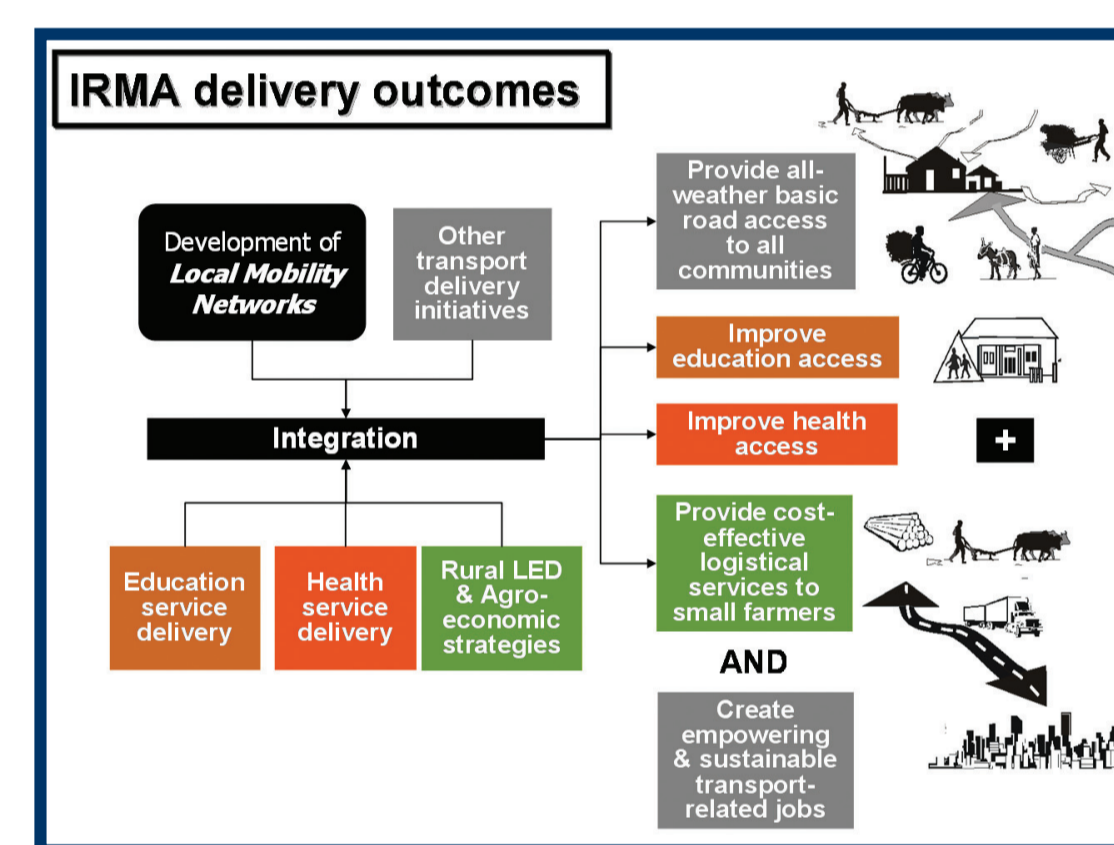 IRMA delivery outcomes
Development of
Local Mobility
Networks
Other
transport
delivery
initiatives
Integration
Education
service
delivery
Health
service
delivery
Rural LED
& Agro-
economic
strategies
Provide all-
weather basic
road access
to all
communities
Improve
education access
Improve health
access
Provide cost-
effective
logistical
services to
small farmers
AND
Create
empowering
& sustainable
transport-
related jobs